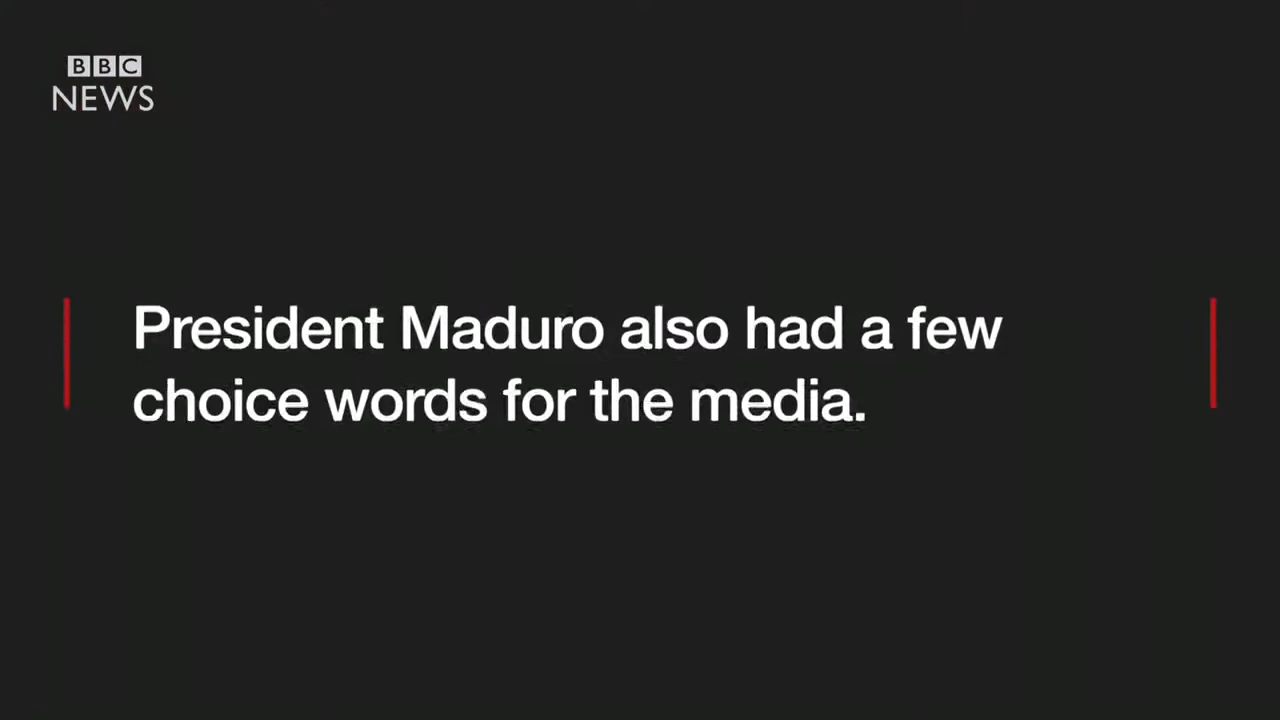 BBC
NEWS
President Maduro also had a few
choice words for the media.